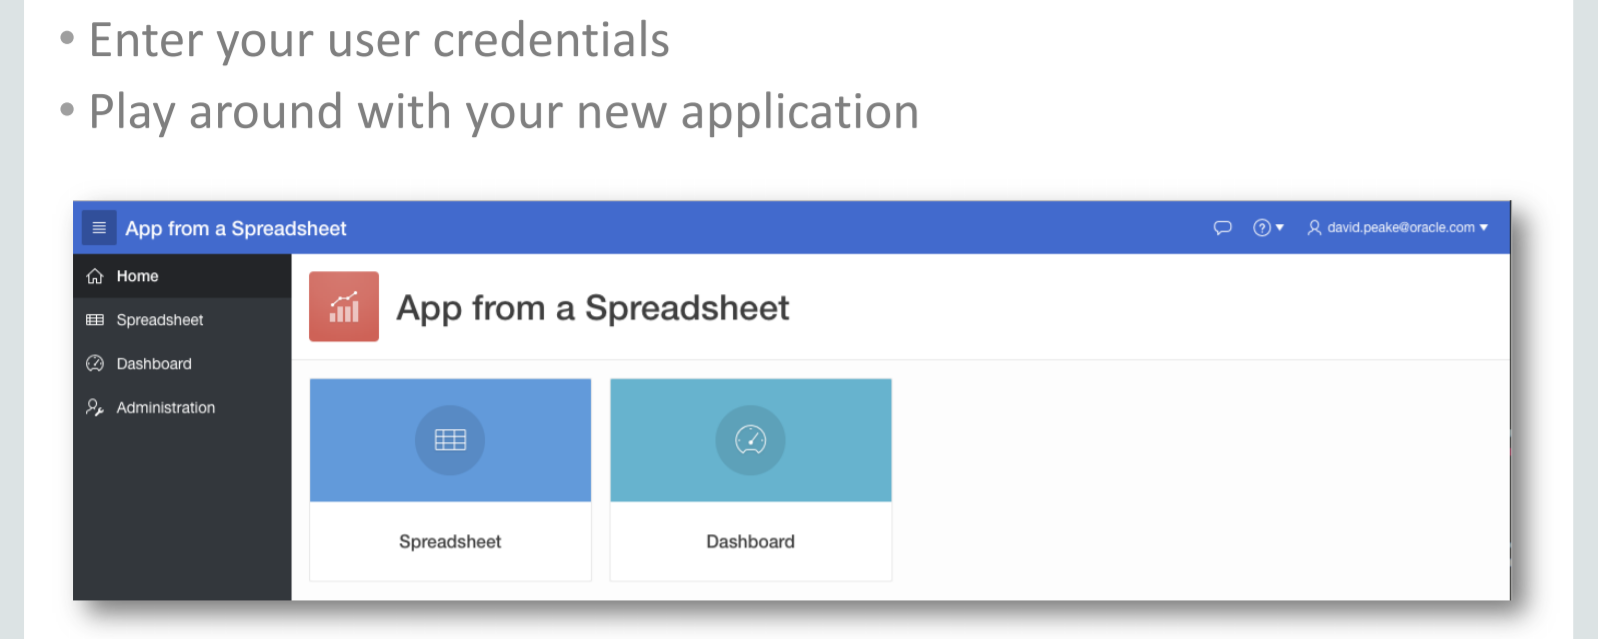 • Enter your user credentials
• Play around with your new application
App from a Spreadsheet
david.peake@oracle.com
Home
Spreadsheet
Dashboard
Administration
App from a Spreadsheet
Spreadsheet
Dashboard